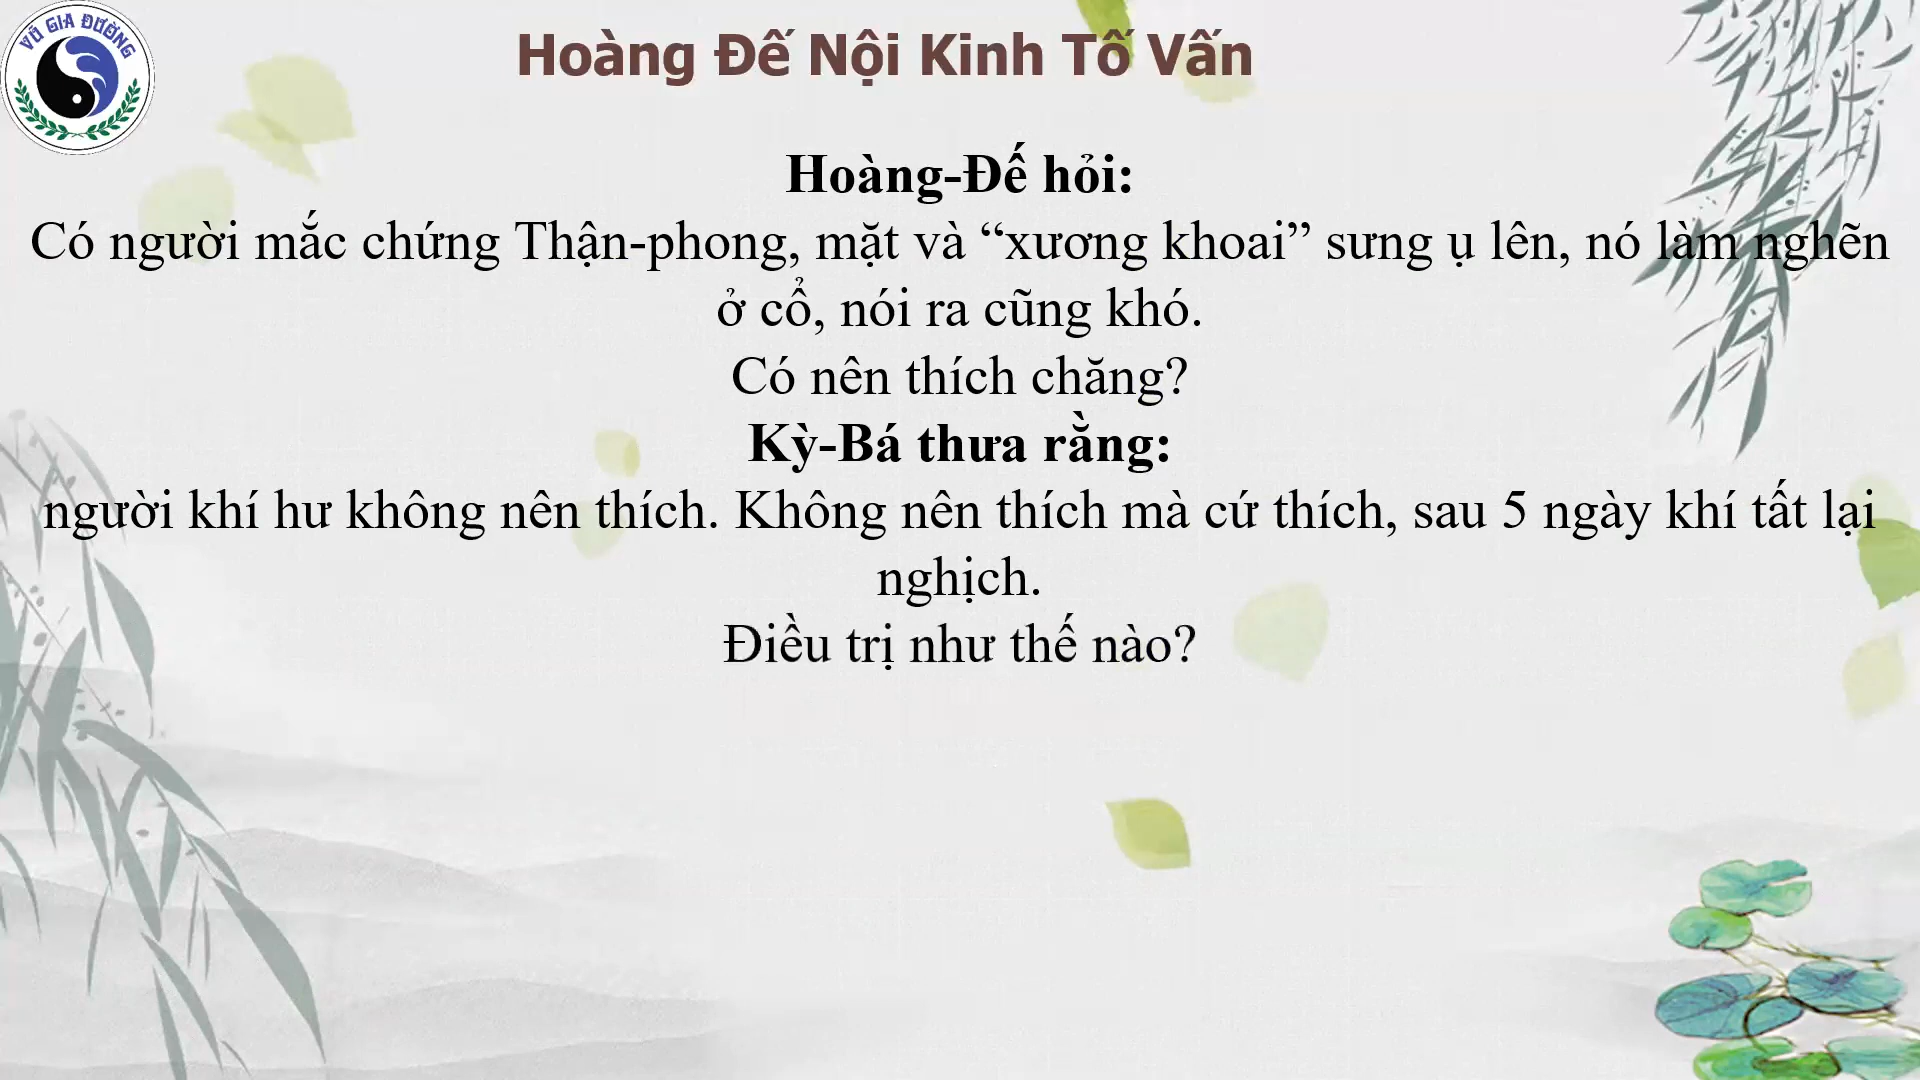 VÕ GIA ĐƯỜNG
Hoàng Đế Nội Kinh Tố Vấn
Hoàng-Đế hỏi:
Có người mắc chứng Thận-phong, mặt và “xương khoai” sưng ụ lên, nó làm nghẽn
ở cổ, nói ra cũng khó.
Có nên thích chăng?
Kỳ-Bá thưa rằng:
người khí hư không nên thích. Không nên thích mà cứ thích, sau 5 ngày khí tất lại
nghịch.
Điều trị như thế nào?